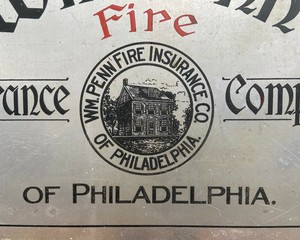 Fire
WM PENN FIRE INSURANCE CO.
OF PHILADELPHIA.
rance Comp
OF PHILADELPHIA.